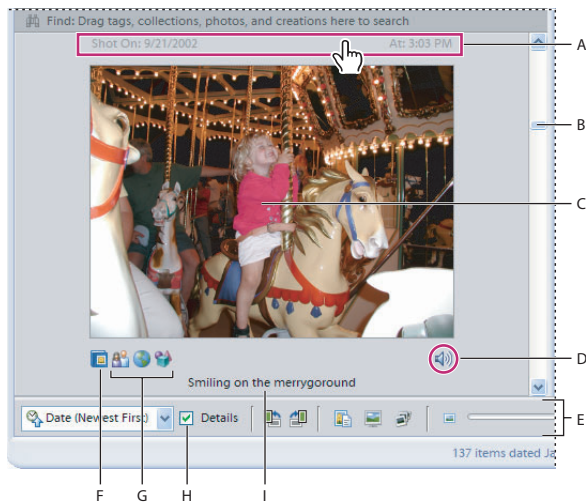 Find: Drag tags, collections, photos, and creations here to search
Shot On: 9/21/2002 At: 3:03 PM
A
B
C
D
Smiling on the merrygoround
Date (Newest First) Details
E
137 items dated Ja
F G H I